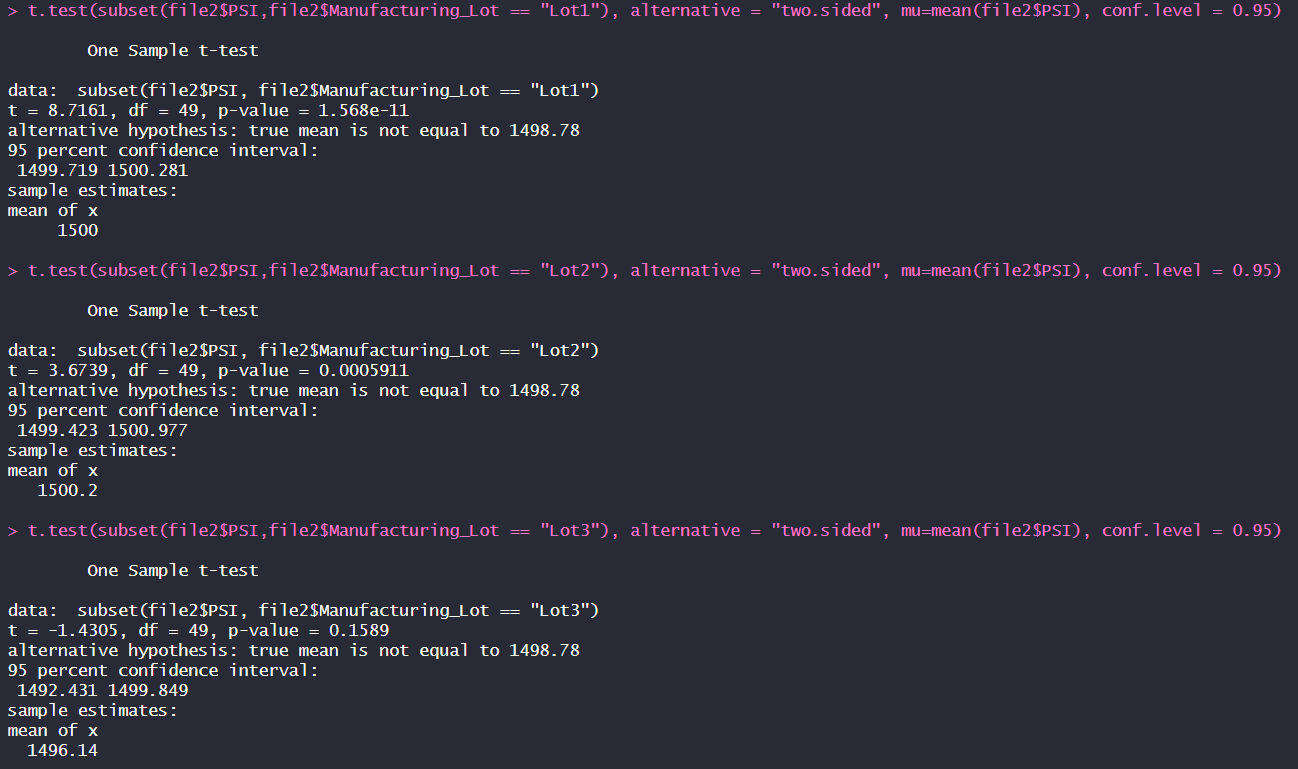 > t.test(subset(file2$PSI,file2$Manufacturing_Lot == "Lot1"), alternative = "two.sided", mu=mean(file2$PSI), conf.level = 0.95)
One Sample t-test
data:  subset(file2$PSI, file2$Manufacturing_Lot == "Lot1")
t = 8.7161, df = 49, p-value = 1.568e-11
alternative hypothesis: true mean is not equal to 1498.78
95 percent confidence interval:
1499.719 1500.281
sample estimates:
mean of x
1500
> t.test(subset(file2$PSI,file2$Manufacturing_Lot == "Lot2"), alternative = "two.sided", mu=mean(file2$PSI), conf.level = 0.95)
One Sample t-test
data:  subset(file2$PSI, file2$Manufacturing_Lot == "Lot2")
t = 3.6739, df = 49, p-value = 0.0005911
alternative hypothesis: true mean is not equal to 1498.78
95 percent confidence interval:
1499.423 1500.977
sample estimates:
mean of x
1500.2
> t.test(subset(file2$PSI,file2$Manufacturing_Lot == "Lot3"), alternative = "two.sided", mu=mean(file2$PSI), conf.level = 0.95)
One Sample t-test
data:  subset(file2$PSI, file2$Manufacturing_Lot == "Lot3")
t = -1.4305, df = 49, p-value = 0.1589
alternative hypothesis: true mean is not equal to 1498.78
95 percent confidence interval:
1492.431 1499.849
sample estimates:
mean of x
1496.14